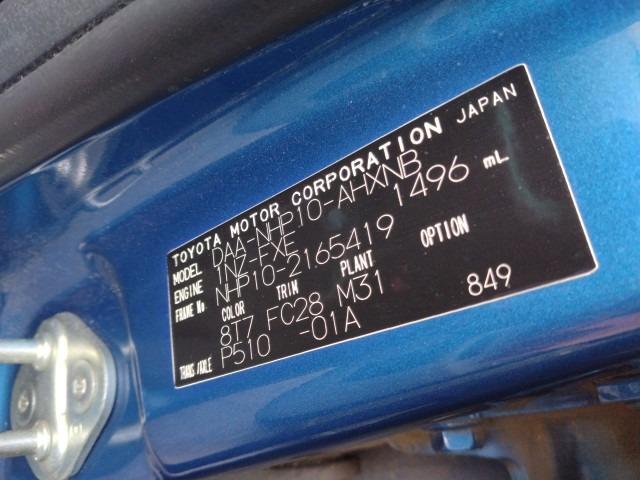 TOYOTA MOTOR CORPORATION JAPAN
MODEL DAA-NHP10-AHXNB
ENGINE 1NZ-FXE 1496 mL
FRAME No. NHP10-2165419
COLOR TRIM PLANT OPTION
8T7 FC28 M31 849
TRANS/AXLE P510 -01A